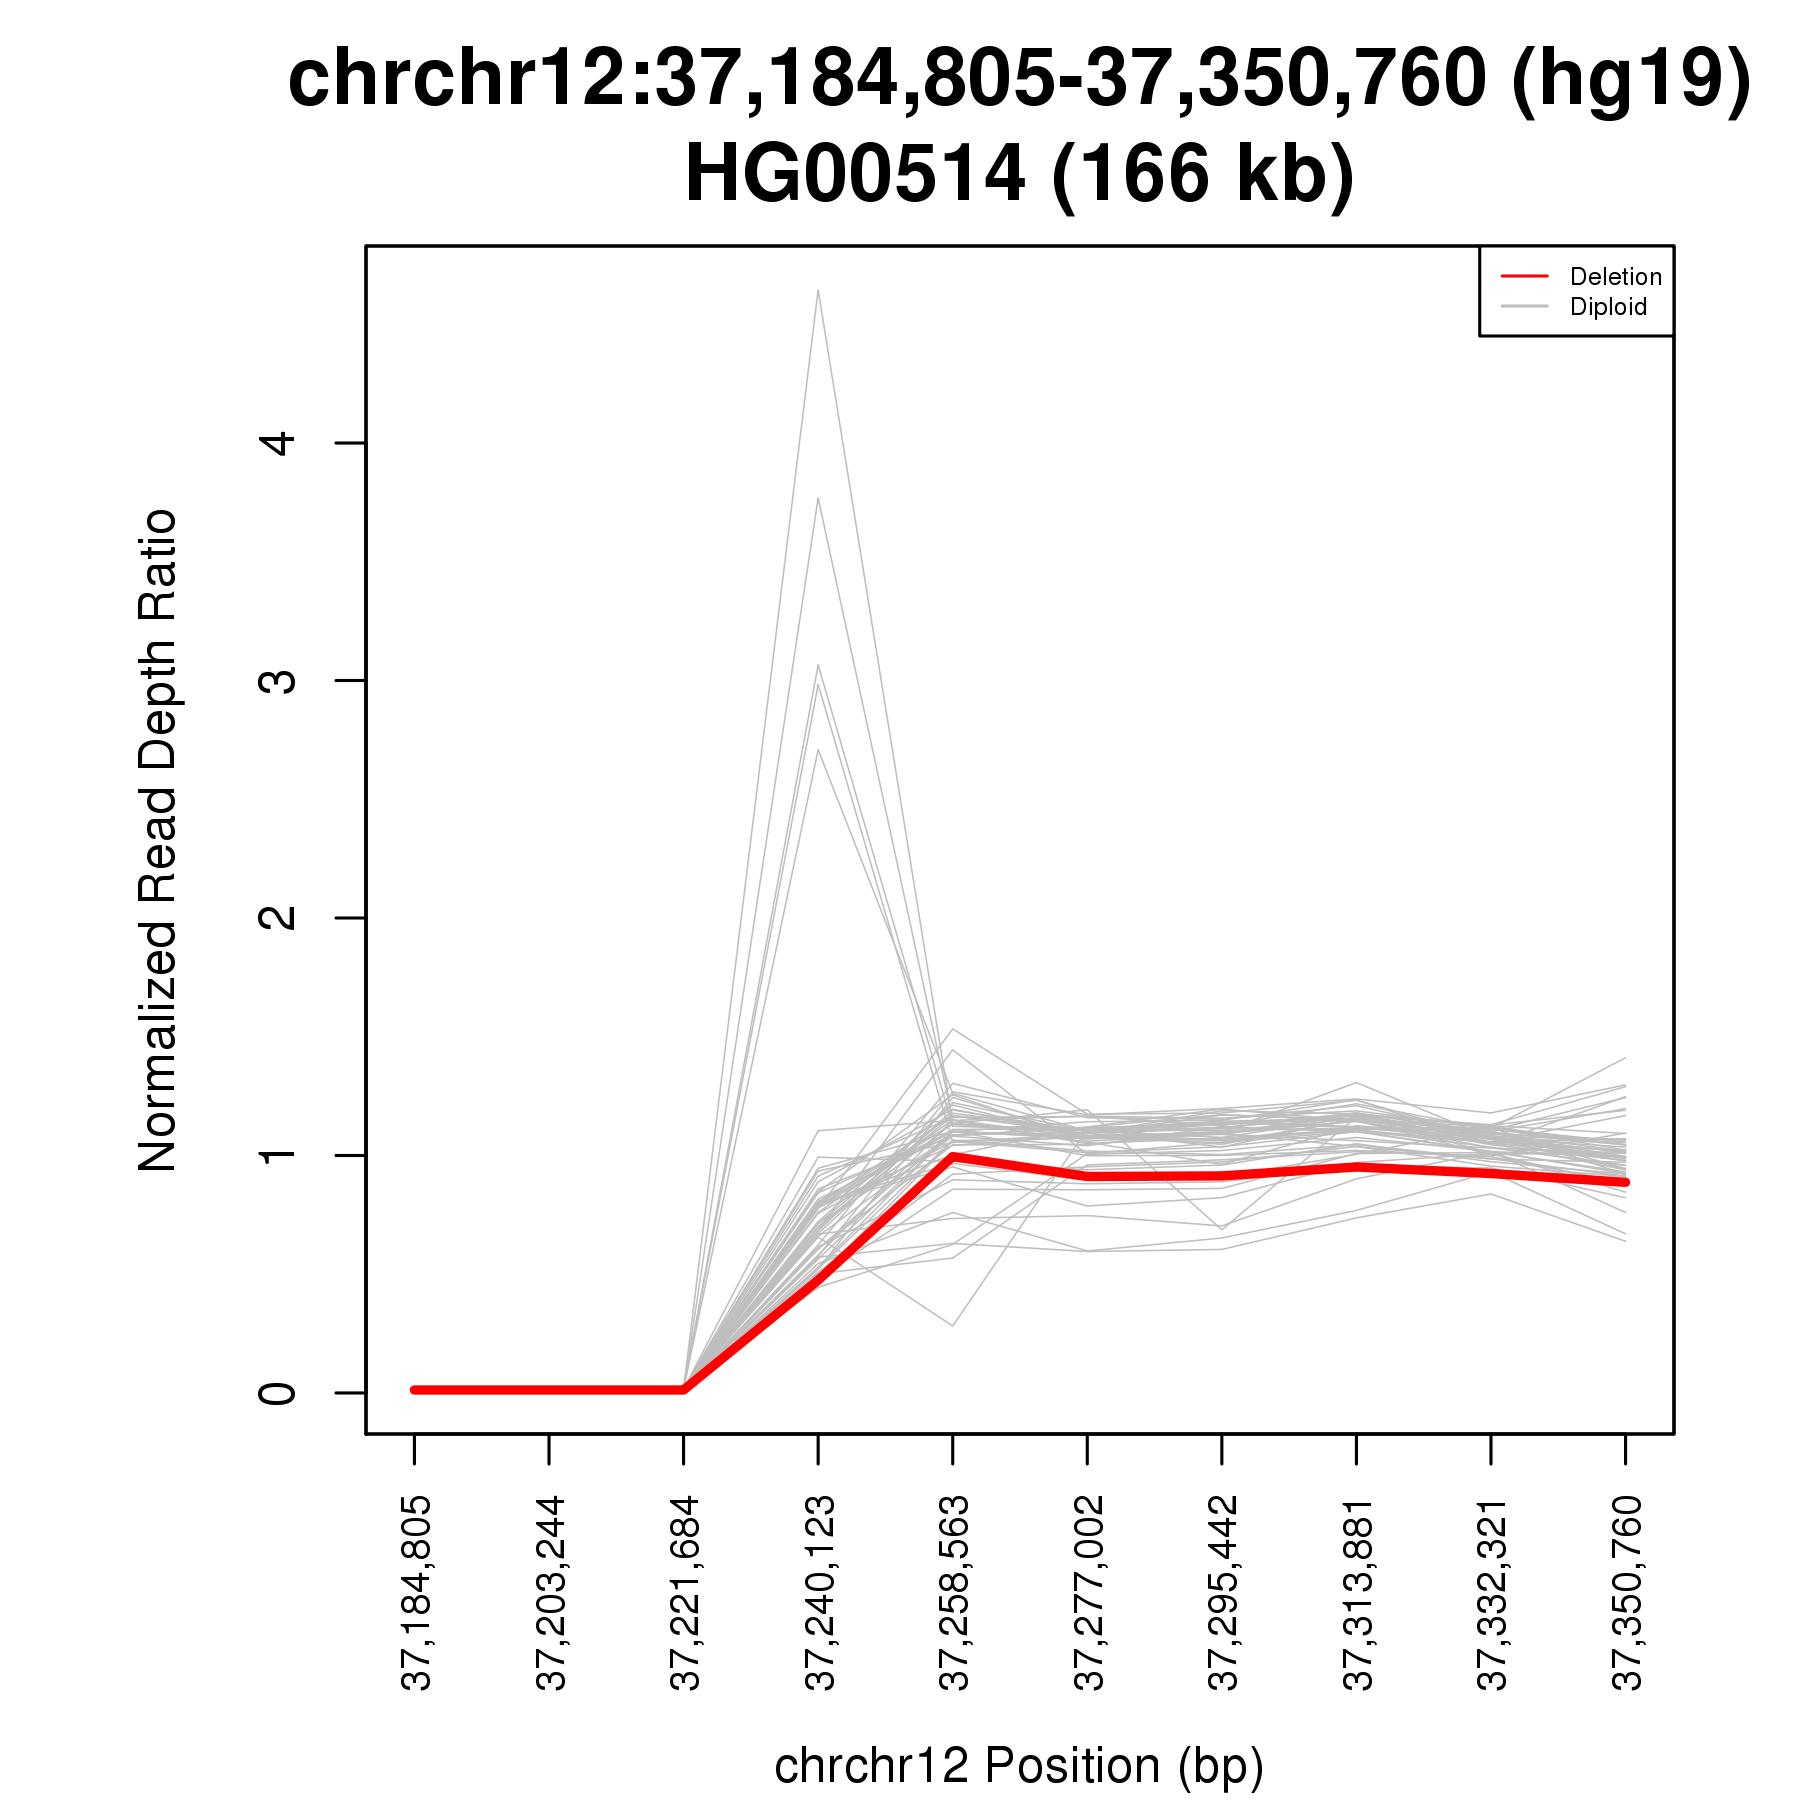 chrchr12:37,184,805-37,350,760 (hg19)
HG00514 (166 kb)
Deletion
Diploid
Normalized Read Depth Ratio
4
3
2
1
0
37,184,805
37,203,244
37,221,684
37,240,123
37,258,563
37,277,002
37,295,442
37,313,881
37,332,321
37,350,760
chrchr12 Position (bp)